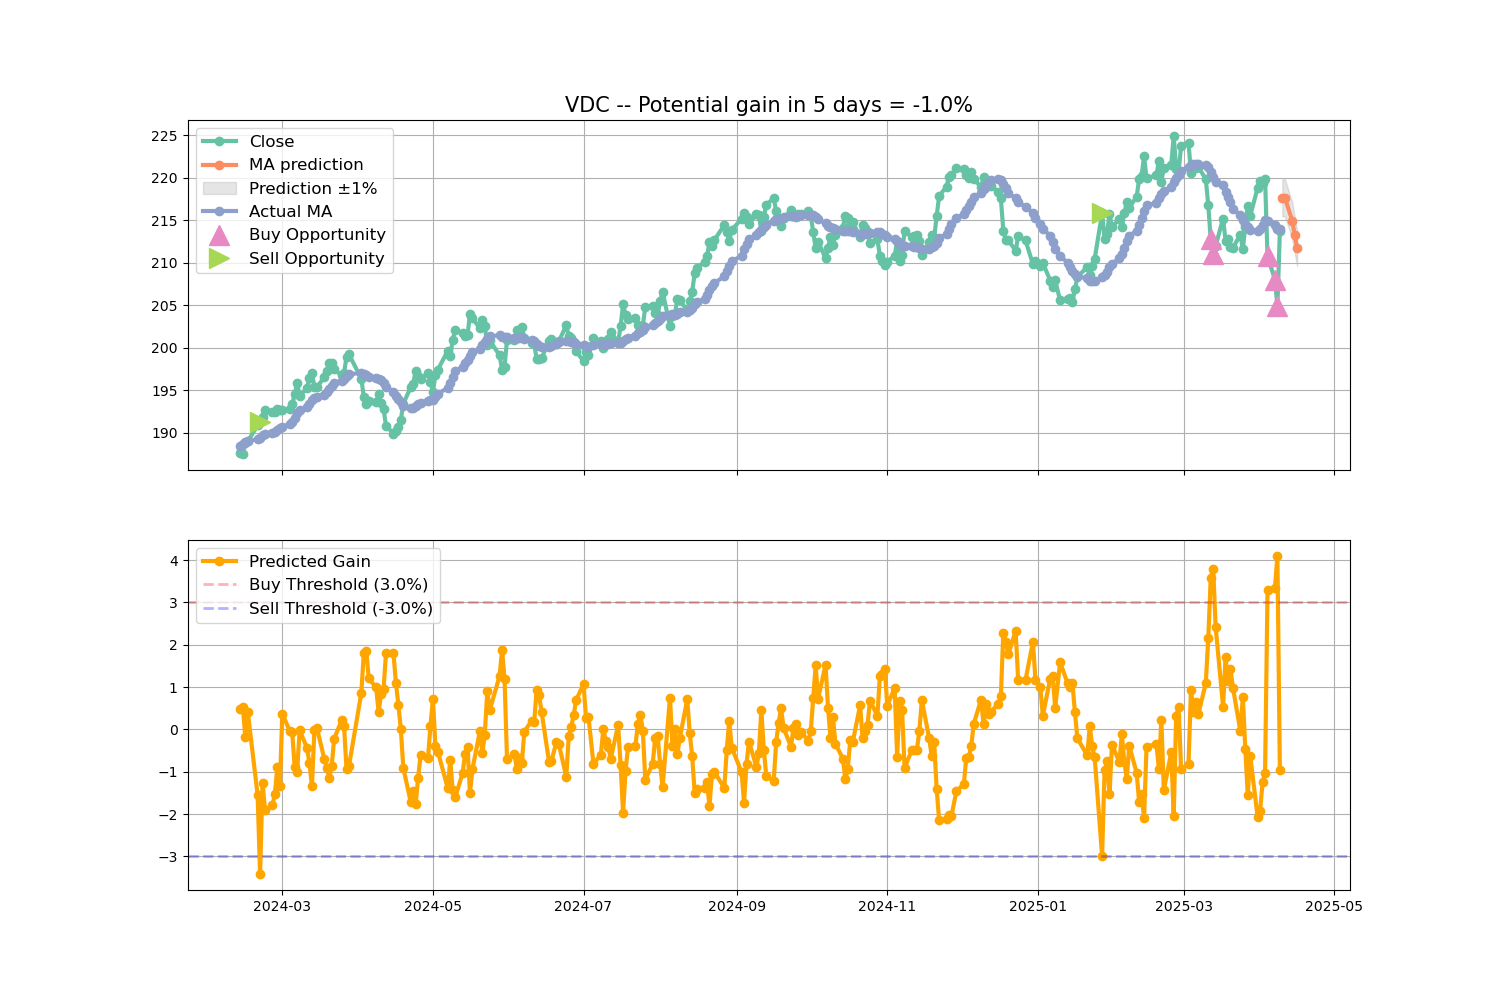 VDC -- Potential gain in 5 days = -1.0%
225
220
215
210
205
200
195
190
Close
MA prediction
Prediction ±1%
Actual MA
Buy Opportunity
Sell Opportunity
4
3
2
1
0
−1
−2
−3
Predicted Gain
Buy Threshold (3.0%)
Sell Threshold (-3.0%)
2024-03 2024-05 2024-07 2024-09 2024-11 2025-01 2025-03 2025-05